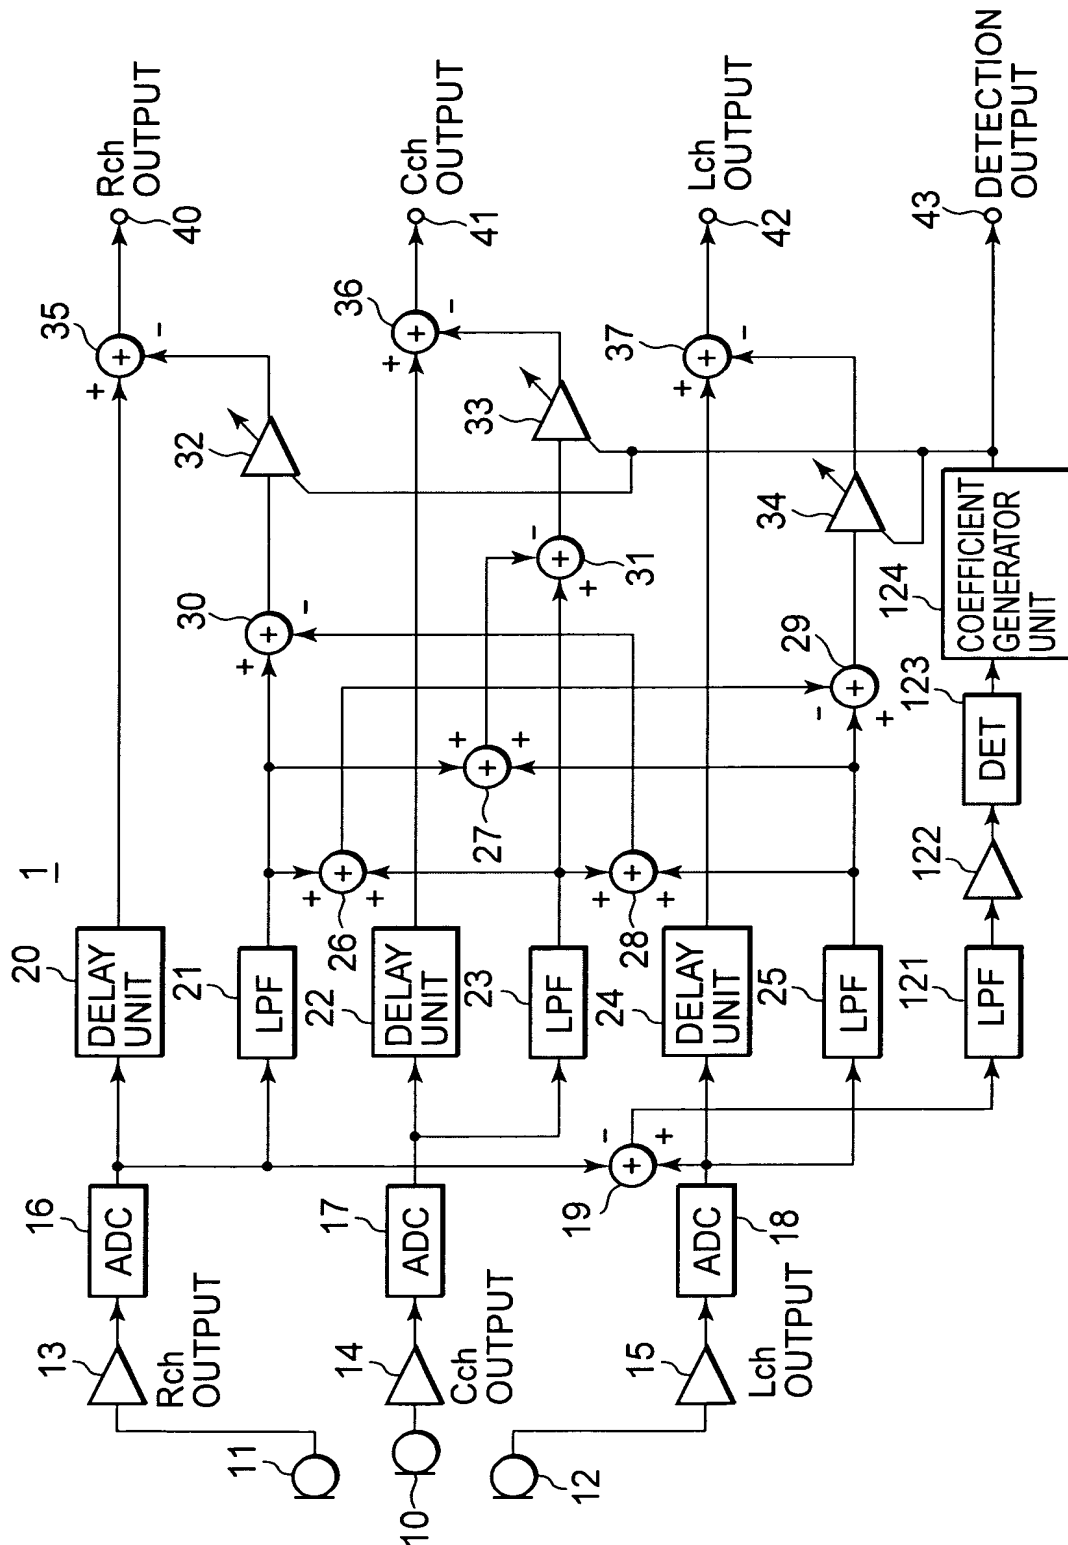 1
11
10
12
13
Rch
OUTPUT
14
Cch
OUTPUT
15
Lch
OUTPUT
16
ADC
17
ADC
18
ADC
19
-
+
+
20
DELAY
UNIT
21
LPF
22
DELAY
UNIT
23
LPF
24
DELAY
UNIT
25
LPF
121
LPF
26
+
+
+
27
+
+
+
28
+
+
+
122
123
DET
29
-
+
+
30
+
+
-
31
-
+
+
124
COEFFICIENT
GENERATOR
UNIT
32
33
34
35
+
+
-
36
+
+
-
37
+
+
-
40
Rch
OUTPUT
41
Cch
OUTPUT
42
Lch
OUTPUT
43
DETECTION
OUTPUT